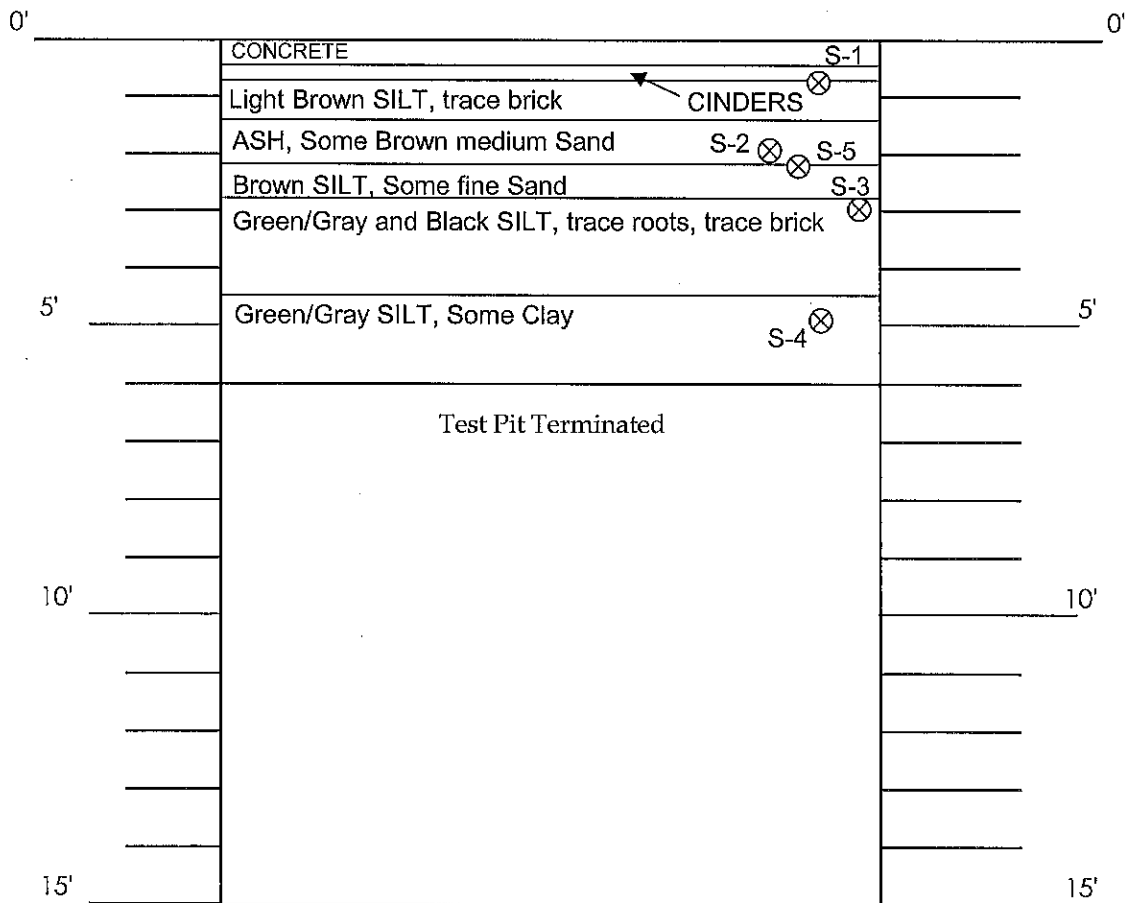 0' 0'
CONCRETE S-1
CINDERS
Light Brown SILT, trace brick
ASH, Some Brown medium Sand S-2 S-5
Brown SILT, Some fine Sand S-3
Green/Gray and Black SILT, trace roots, trace brick
5' 5'
Green/Gray SILT, Some Clay
S-4
Test Pit Terminated
10' 10'
15' 15'